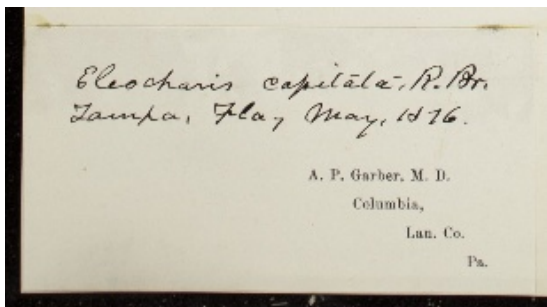 Eleocharis capitata, R. Br.
Tampa, Fla, May, 1876.
A. P. Garber, M. D.
Columbia,
Lan. Co.
Pa.